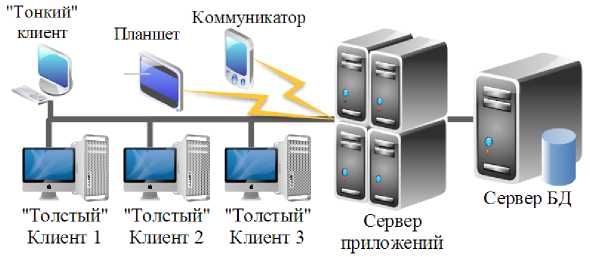 "Тонкий"
клиент
Планшет
Коммуникатор
"Толстый"
Клиент 1
"Толстый"
Клиент 2
"Толстый"
Клиент 3
Сервер
приложений
Сервер БД